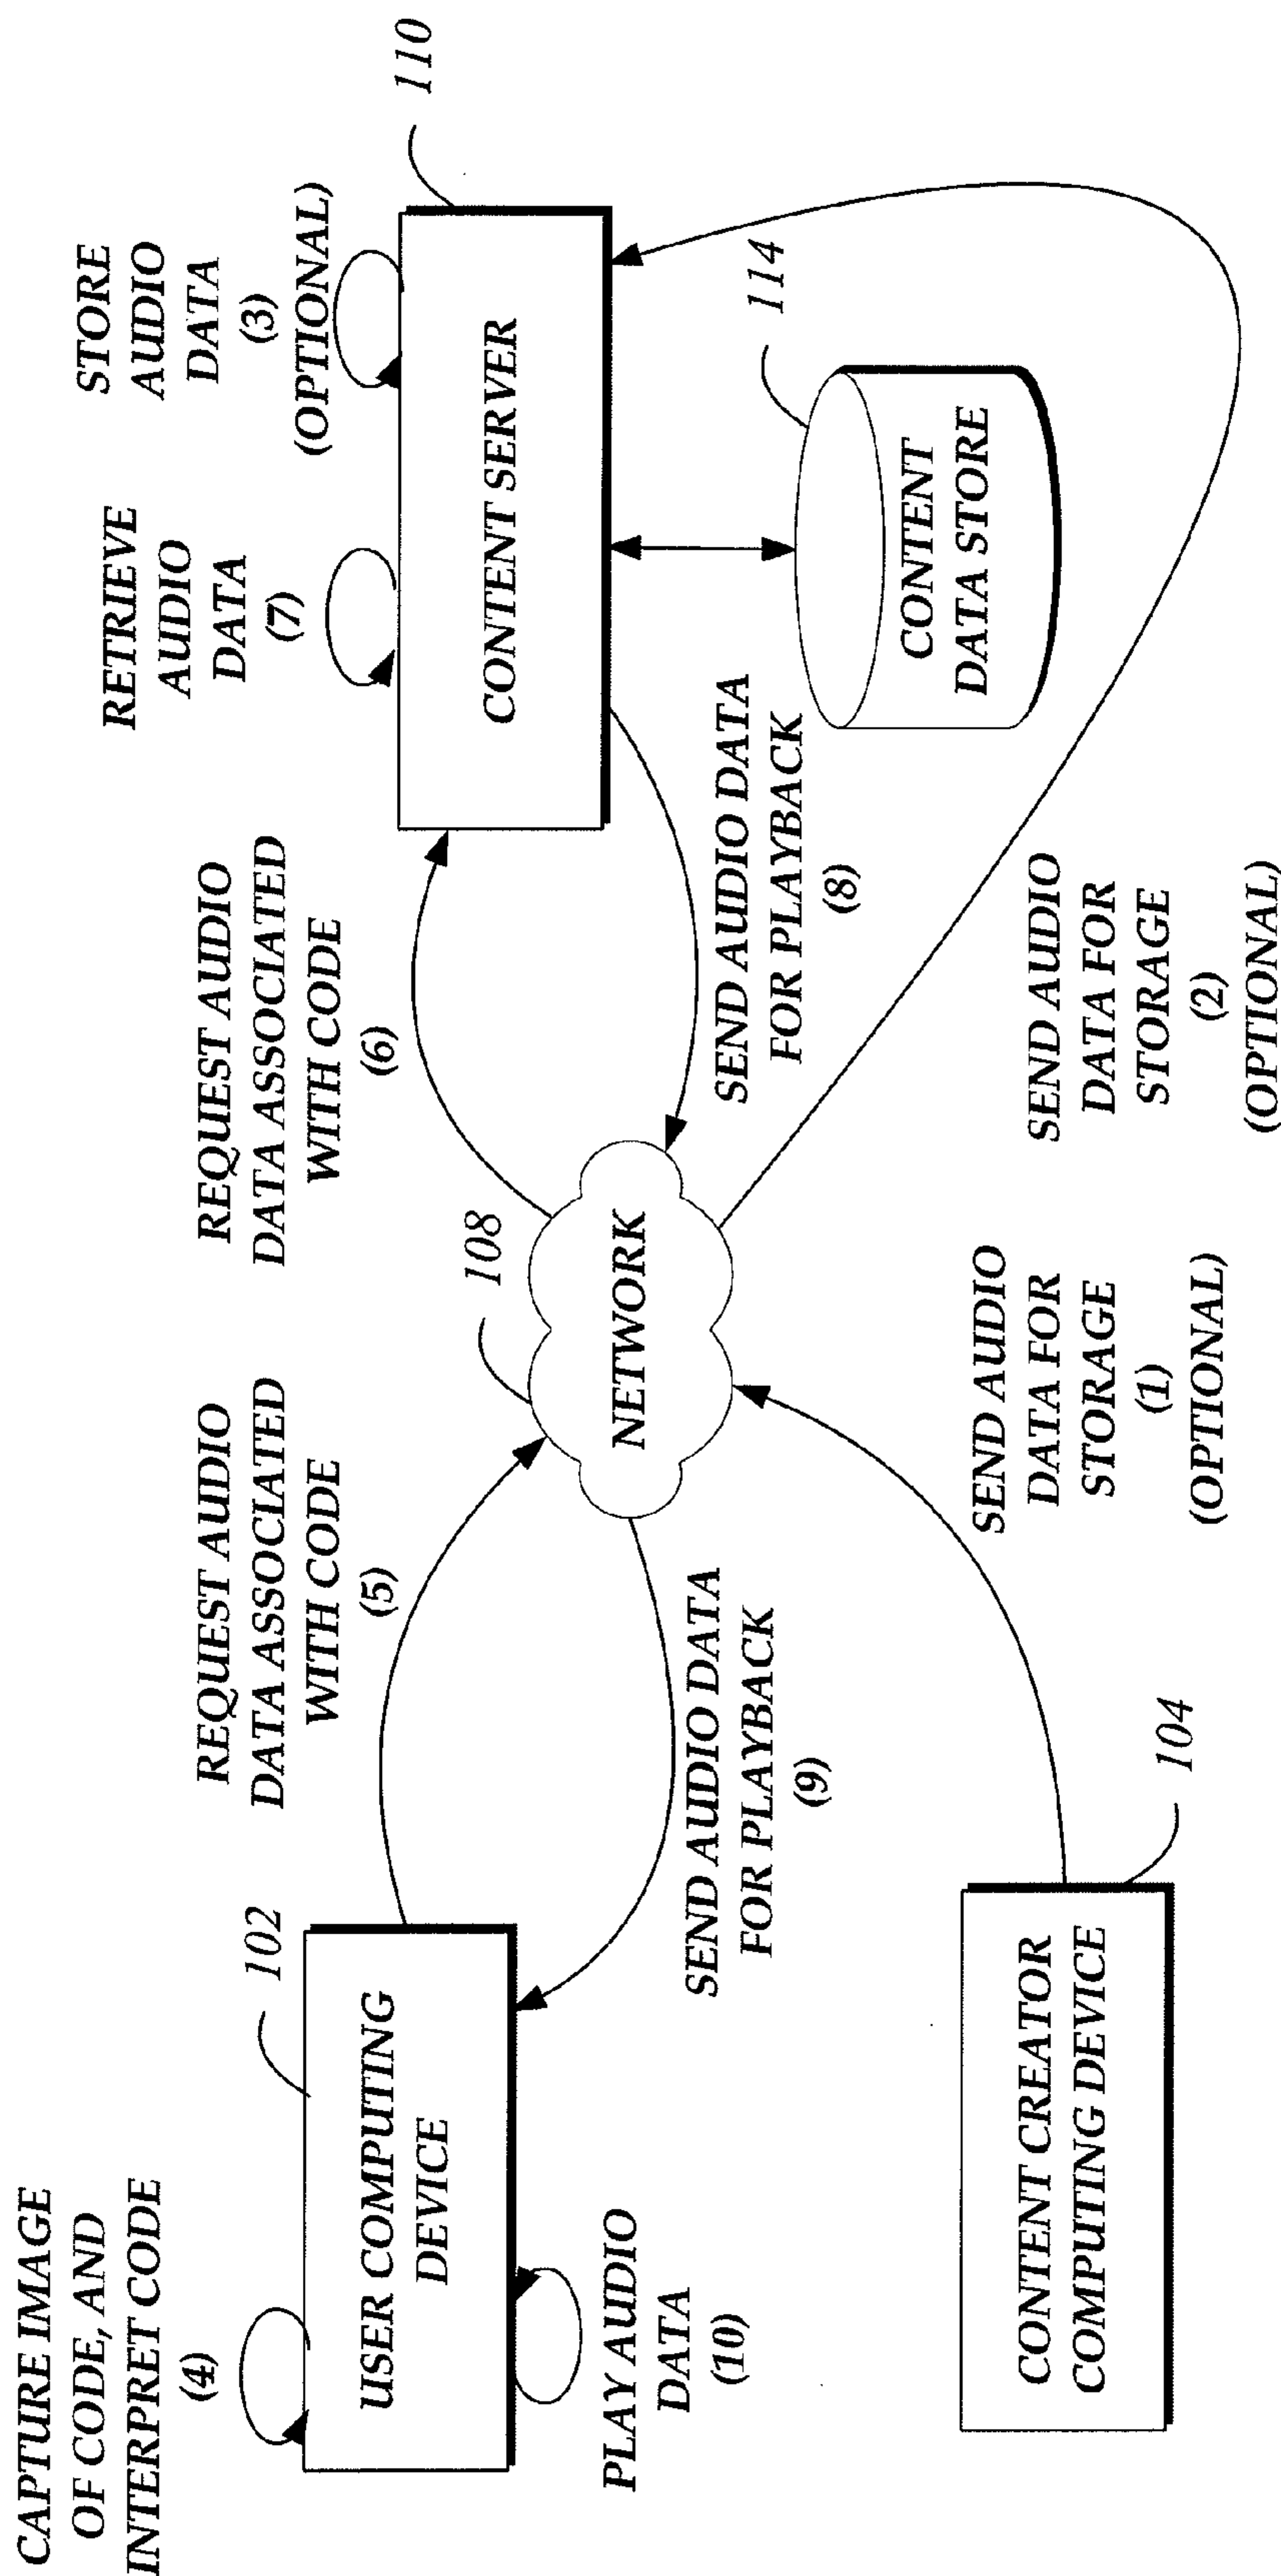 CAPTURE IMAGE
OF CODE, AND
INTERPRET CODE
(4)
102
USER COMPUTING
DEVICE
PLAY AUDIO
DATA
(10)
REQUEST AUDIO
DATA ASSOCIATED
WITH CODE
(5)
108
NETWORK
SEND AUDIO DATA
FOR PLAYBACK
(9)
REQUEST AUDIO
DATA ASSOCIATED
WITH CODE
(6)
SEND AUDIO DATA
FOR PLAYBACK
(8)
RETRIEVE
AUDIO
DATA
(7)
STORE
AUDIO
DATA
(3)
(OPTIONAL)
110
CONTENT SERVER
114
CONTENT
DATA STORE
CONTENT CREATOR
COMPUTING DEVICE
104
SEND AUDIO
DATA FOR
STORAGE
(1)
(OPTIONAL)
SEND AUDIO
DATA FOR
STORAGE
(2)
(OPTIONAL)